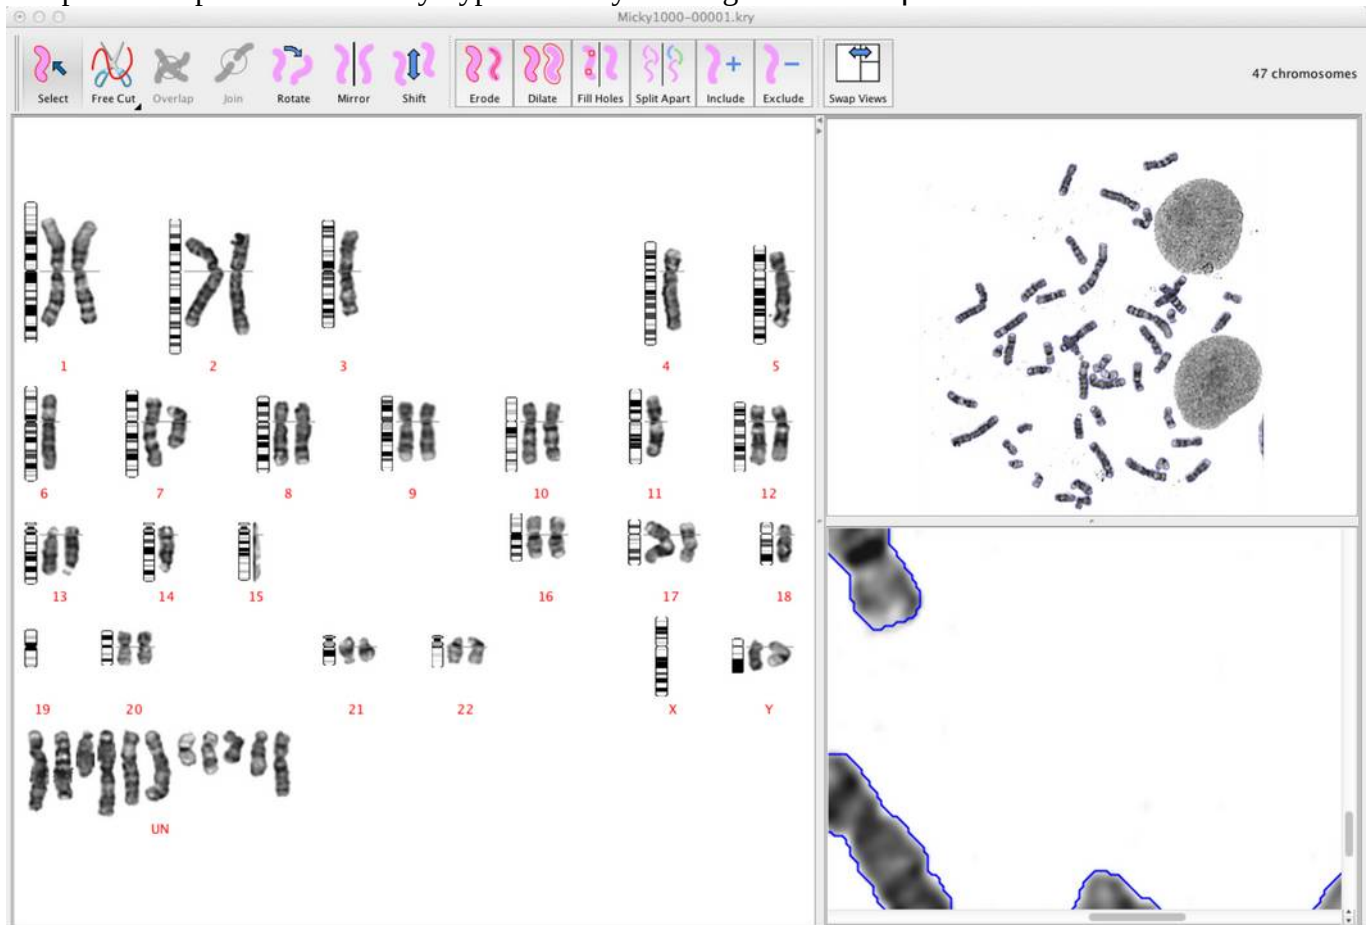 Micky1000-00001.kry
Select Free Cut Overlap Join Rotate Mirror Shift Erode Dilate Fill Holes Split Apart Include Exclude Swap Views
47 chromosomes
1 2 3 4 5
6 7 8 9 10 11 12
13 14 15 16 17 18
19 20 21 22 X Y
UN